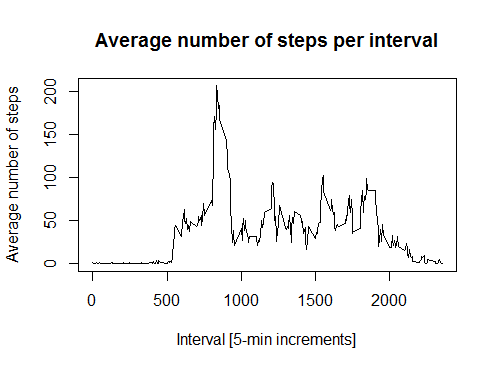 Average number of steps per interval
Average number of steps
200
150
100
50
0
0 500 1000 1500 2000
Interval [5-min increments]